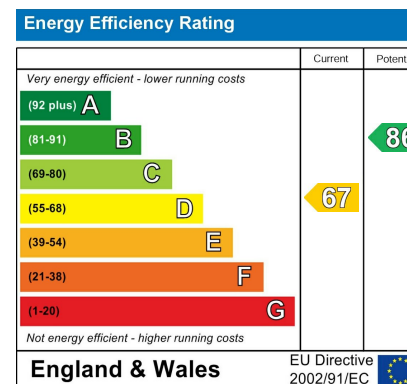 Energy Efficiency Rating
Current Potent
Very energy efficient - lower running costs
(92 plus) A
(81-91) B 86
(69-80) C
(55-68) D 67
(39-54) E
(21-38) F
(1-20) G
Not energy efficient - higher running costs
England & Wales
EU Directive
2002/91/EC